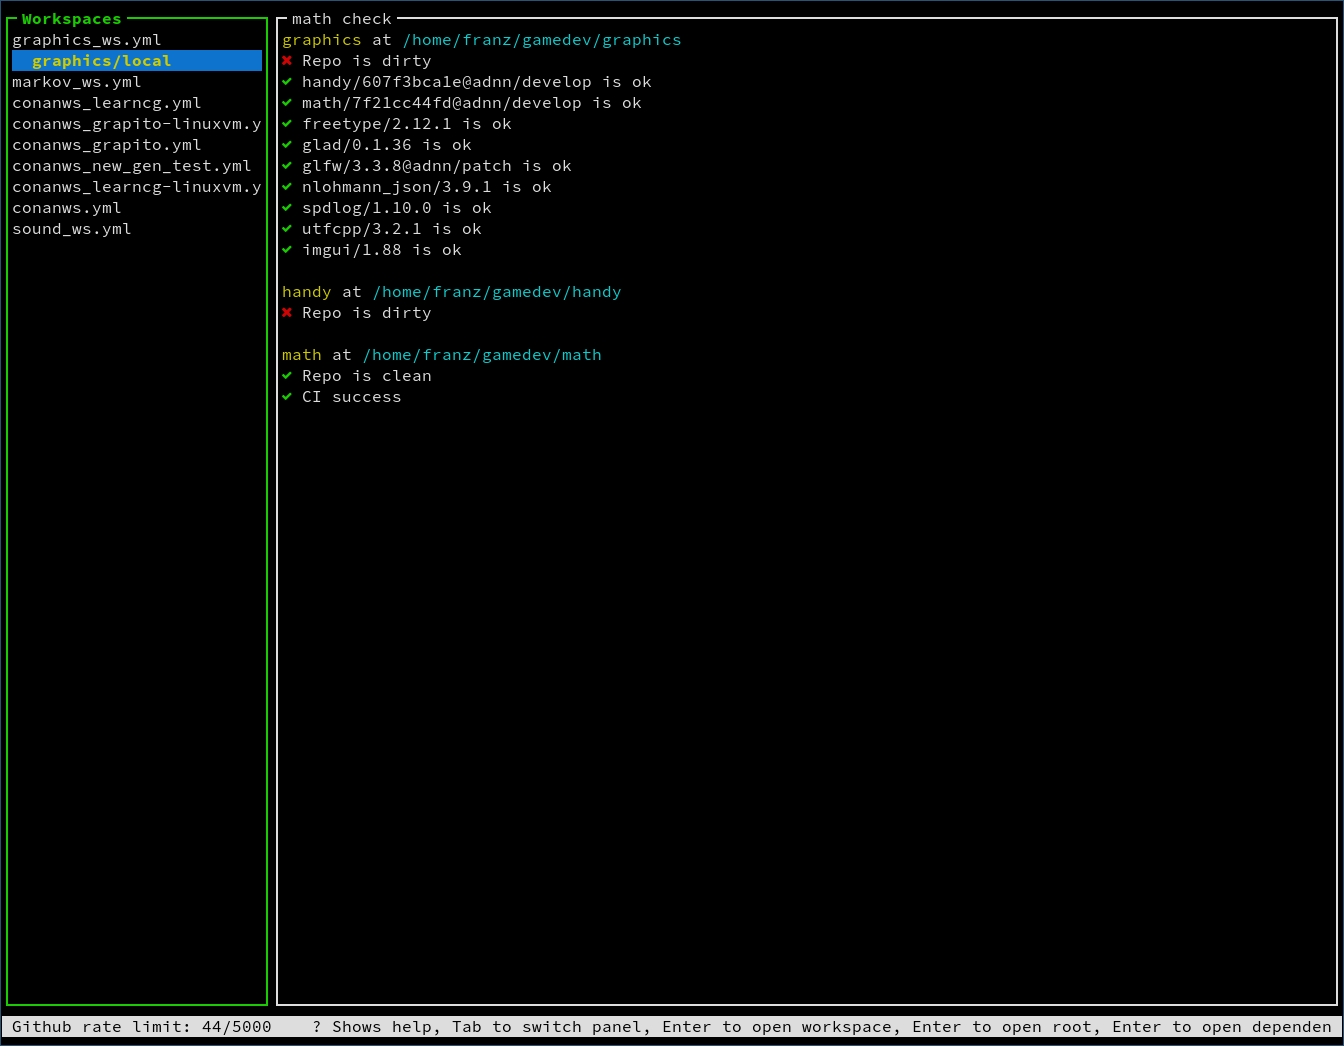 Workspaces
graphics_ws.yml
graphics/local
markov_ws.yml
conanws_learncg.yml
conanws_grapito-linuxvm.y
conanws_grapito.yml
conanws_new_gen_test.yml
conanws_learncg-linuxvm.y
conanws.yml
sound_ws.yml
math check
graphics at /home/franz/gamedev/graphics
✖ Repo is dirty
✔ handy/607f3bca1e@adnn/develop is ok
✔ math/7f21cc44fd@adnn/develop is ok
✔ freetype/2.12.1 is ok
✔ glad/0.1.36 is ok
✔ glfw/3.3.8@adnn/patch is ok
✔ nlohmann_json/3.9.1 is ok
✔ spdlog/1.10.0 is ok
✔ utfcpp/3.2.1 is ok
✔ imgui/1.88 is ok
handy at /home/franz/gamedev/handy
✖ Repo is dirty
math at /home/franz/gamedev/math
✔ Repo is clean
✔ CI success
Github rate limit: 44/5000    ? Shows help, Tab to switch panel, Enter to open workspace, Enter to open root, Enter to open dependen